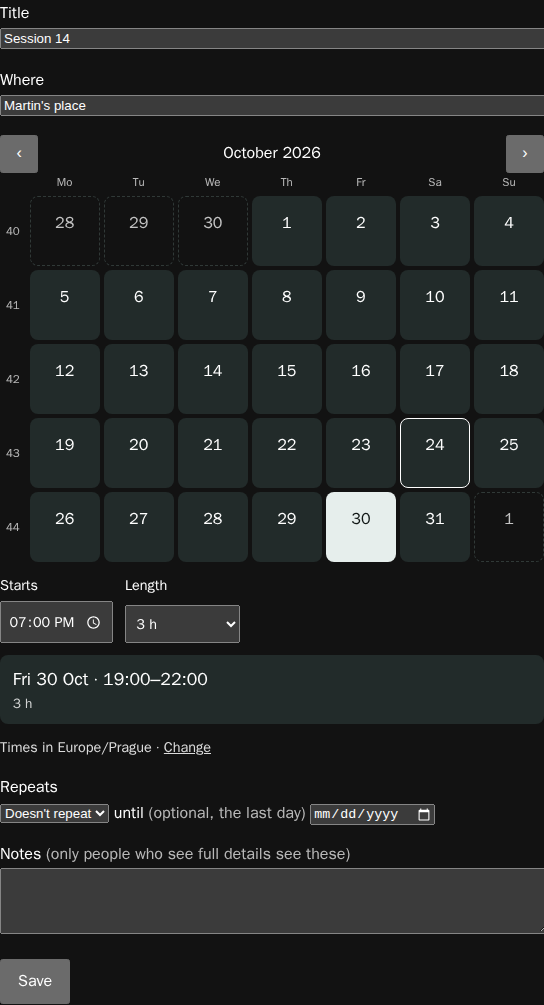 Title
Session 14
Where
Martin's place
‹ October 2026 ›
Mo Tu We Th Fr Sa Su
40 28 29 30 1 2 3 4
41 5 6 7 8 9 10 11
42 12 13 14 15 16 17 18
43 19 20 21 22 23 24 25
44 26 27 28 29 30 31 1
Starts Length
07:00 PM 3 h
Fri 30 Oct · 19:00–22:00
3 h
Times in Europe/Prague · Change
Repeats
Doesn't repeat until (optional, the last day) mm/dd/yyyy
Notes (only people who see full details see these)
Save